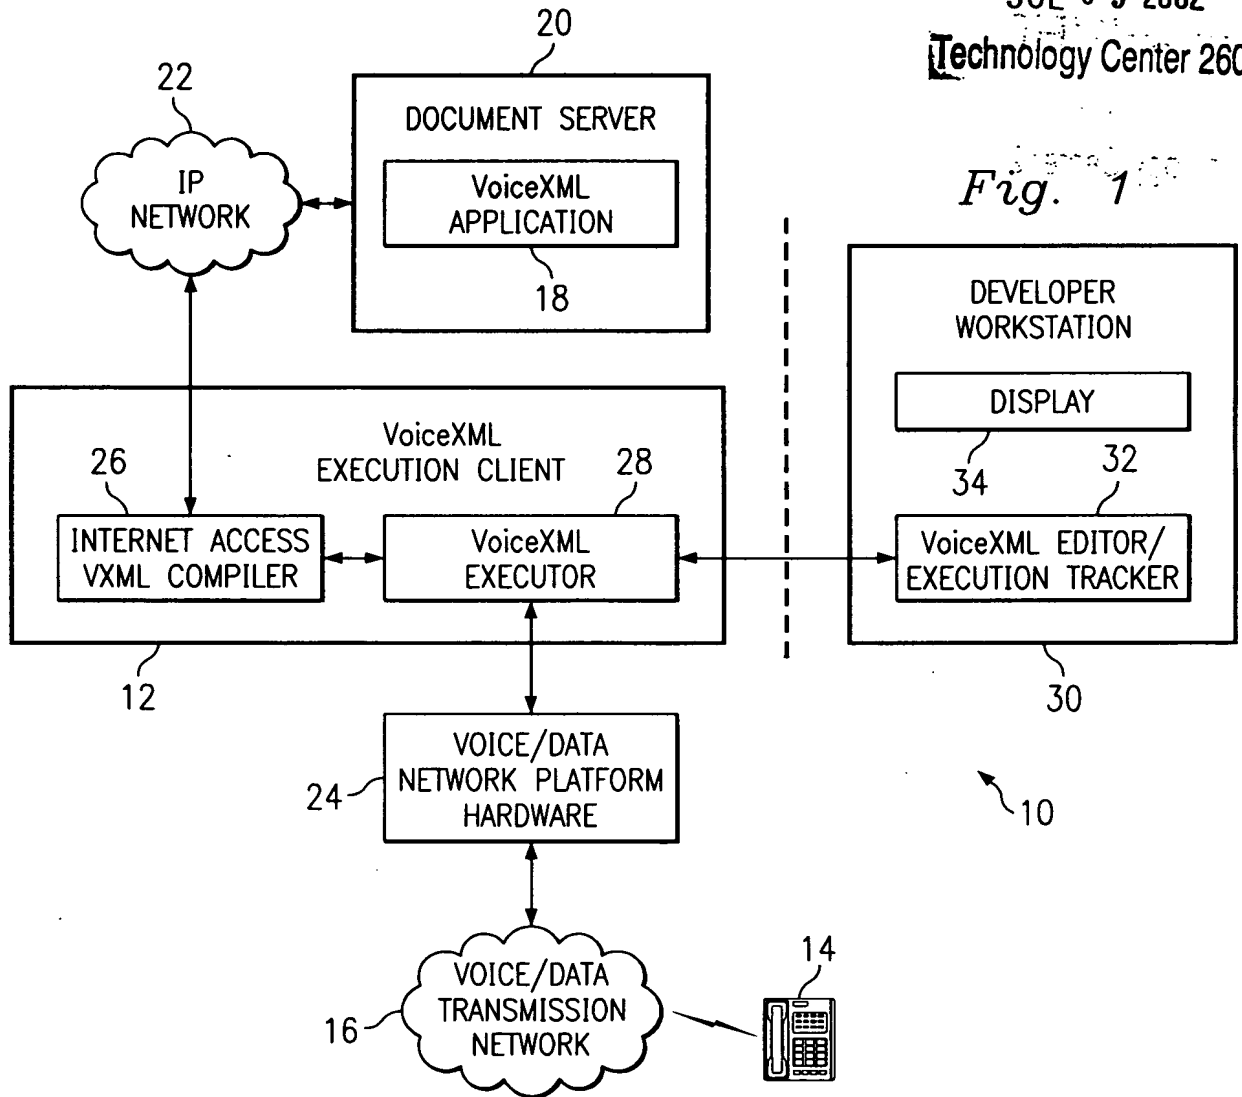 Technology Center 260
Fig. 1
20
22
DOCUMENT SERVER
VoiceXML
APPLICATION
18
IP
NETWORK
DEVELOPER
WORKSTATION
DISPLAY
34
32
VoiceXML EDITOR/
EXECUTION TRACKER
30
VoiceXML
EXECUTION CLIENT
26
28
INTERNET ACCESS
VXML COMPILER
VoiceXML
EXECUTOR
12
VOICE/DATA
NETWORK PLATFORM
HARDWARE
24
10
VOICE/DATA
TRANSMISSION
NETWORK
16
14